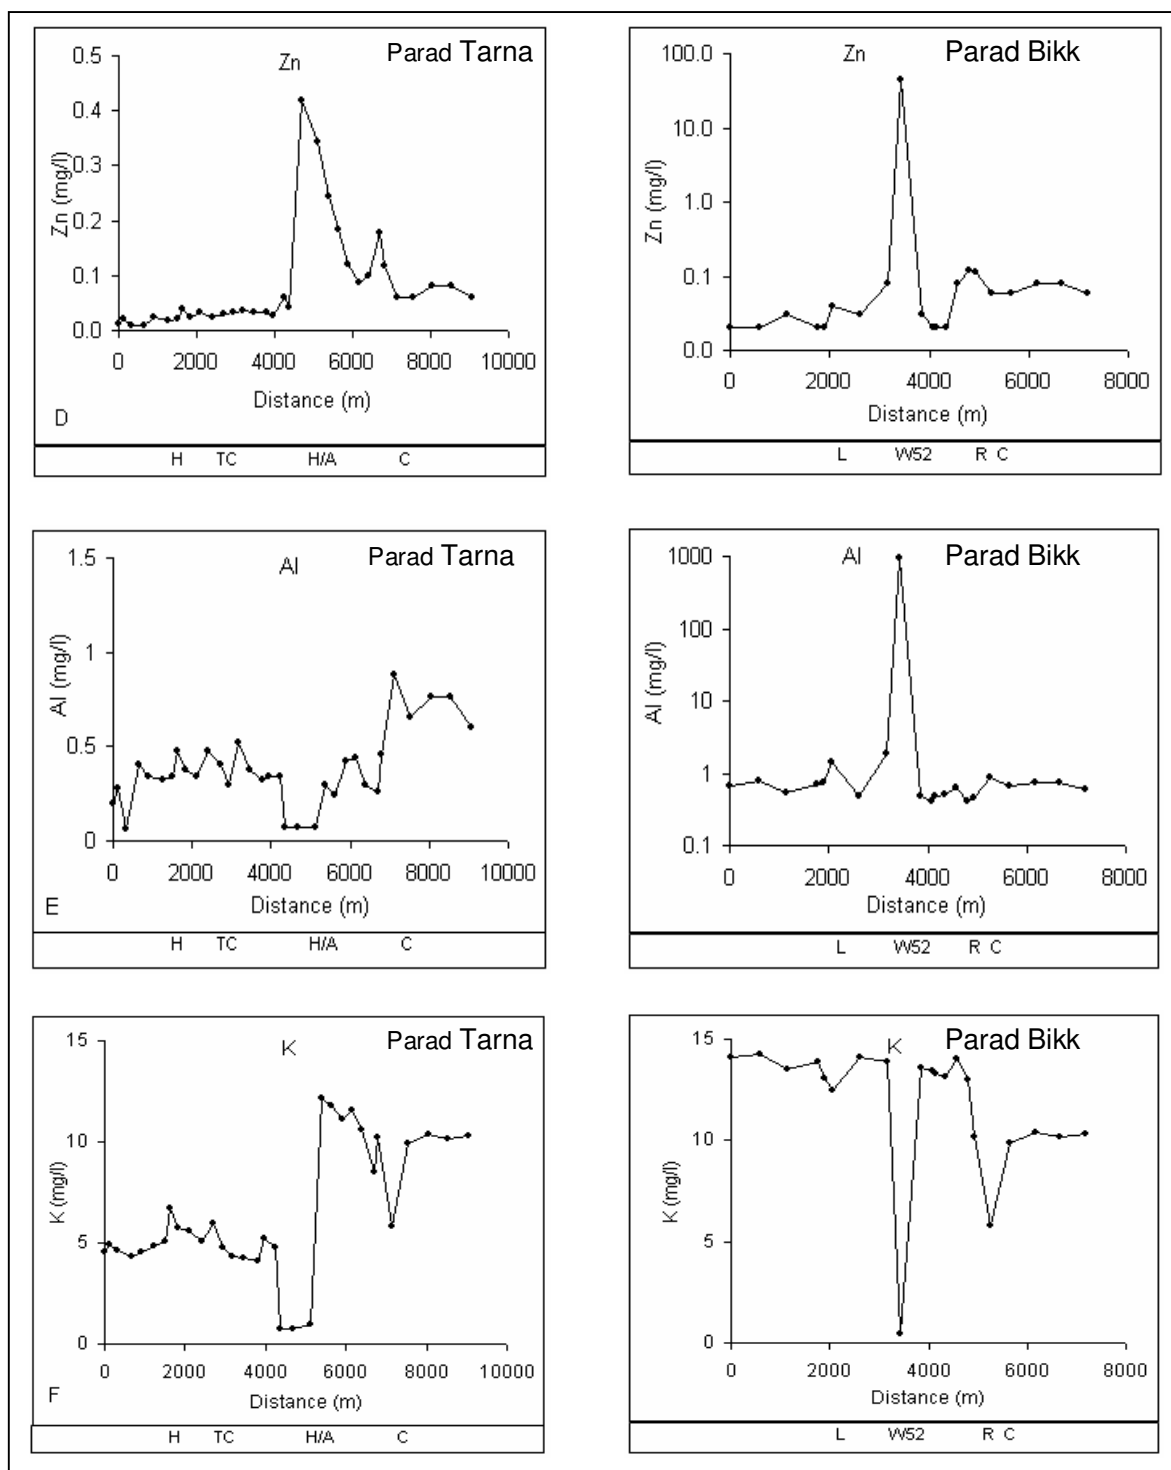 Parad Tarna
Zn
0.5
0.4
0.3
0.2
0.1
0.0
Zn (mg/l)
0 2000 4000 6000 8000 10000
Distance (m)
D
H TC H/A C
Parad Bikk
Zn
100.0
10.0
1.0
0.1
0.0
Zn (mg/l)
0 2000 4000 6000 8000
Distance (m)
L W52 R C
Parad Tarna
Al
1.5
1
0.5
0
Al (mg/l)
0 2000 4000 6000 8000 10000
Distance (m)
E
H TC H/A C
Parad Bikk
Al
1000
100
10
1
0.1
Al (mg/l)
0 2000 4000 6000 8000
Distance (m)
L W52 R C
Parad Tarna
K
15
10
5
0
K (mg/l)
0 2000 4000 6000 8000 10000
Distance (m)
F
H TC H/A C
Parad Bikk
K
15
10
5
0
K (mg/l)
0 2000 4000 6000 8000
Distance (m)
L W52 R C